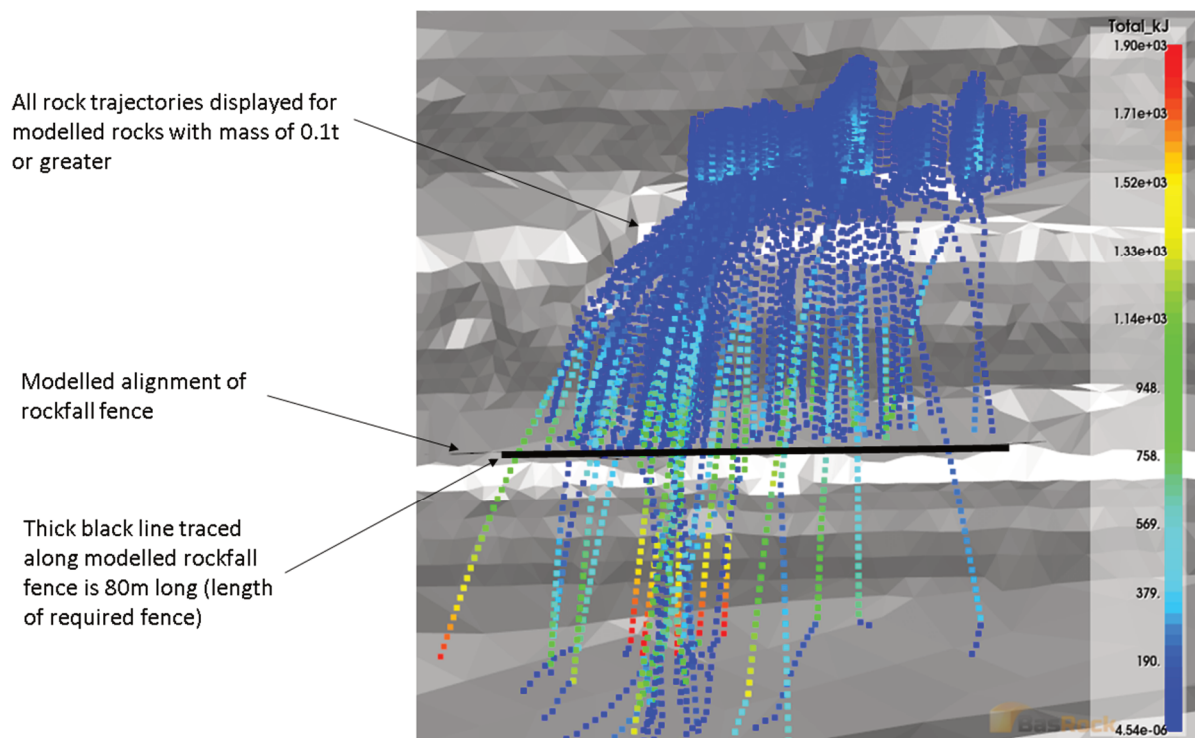 All rock trajectories displayed for
modelled rocks with mass of 0.1t
or greater
Modelled alignment of
rockfall fence
Thick black line traced
along modelled rockfall
fence is 80m long (length
of required fence)
Total_kJ
1.90e+03
1.71e+03
1.52e+03
1.33e+03
1.14e+03
948.
758.
569.
379.
190.
4.54e-06
BasRock